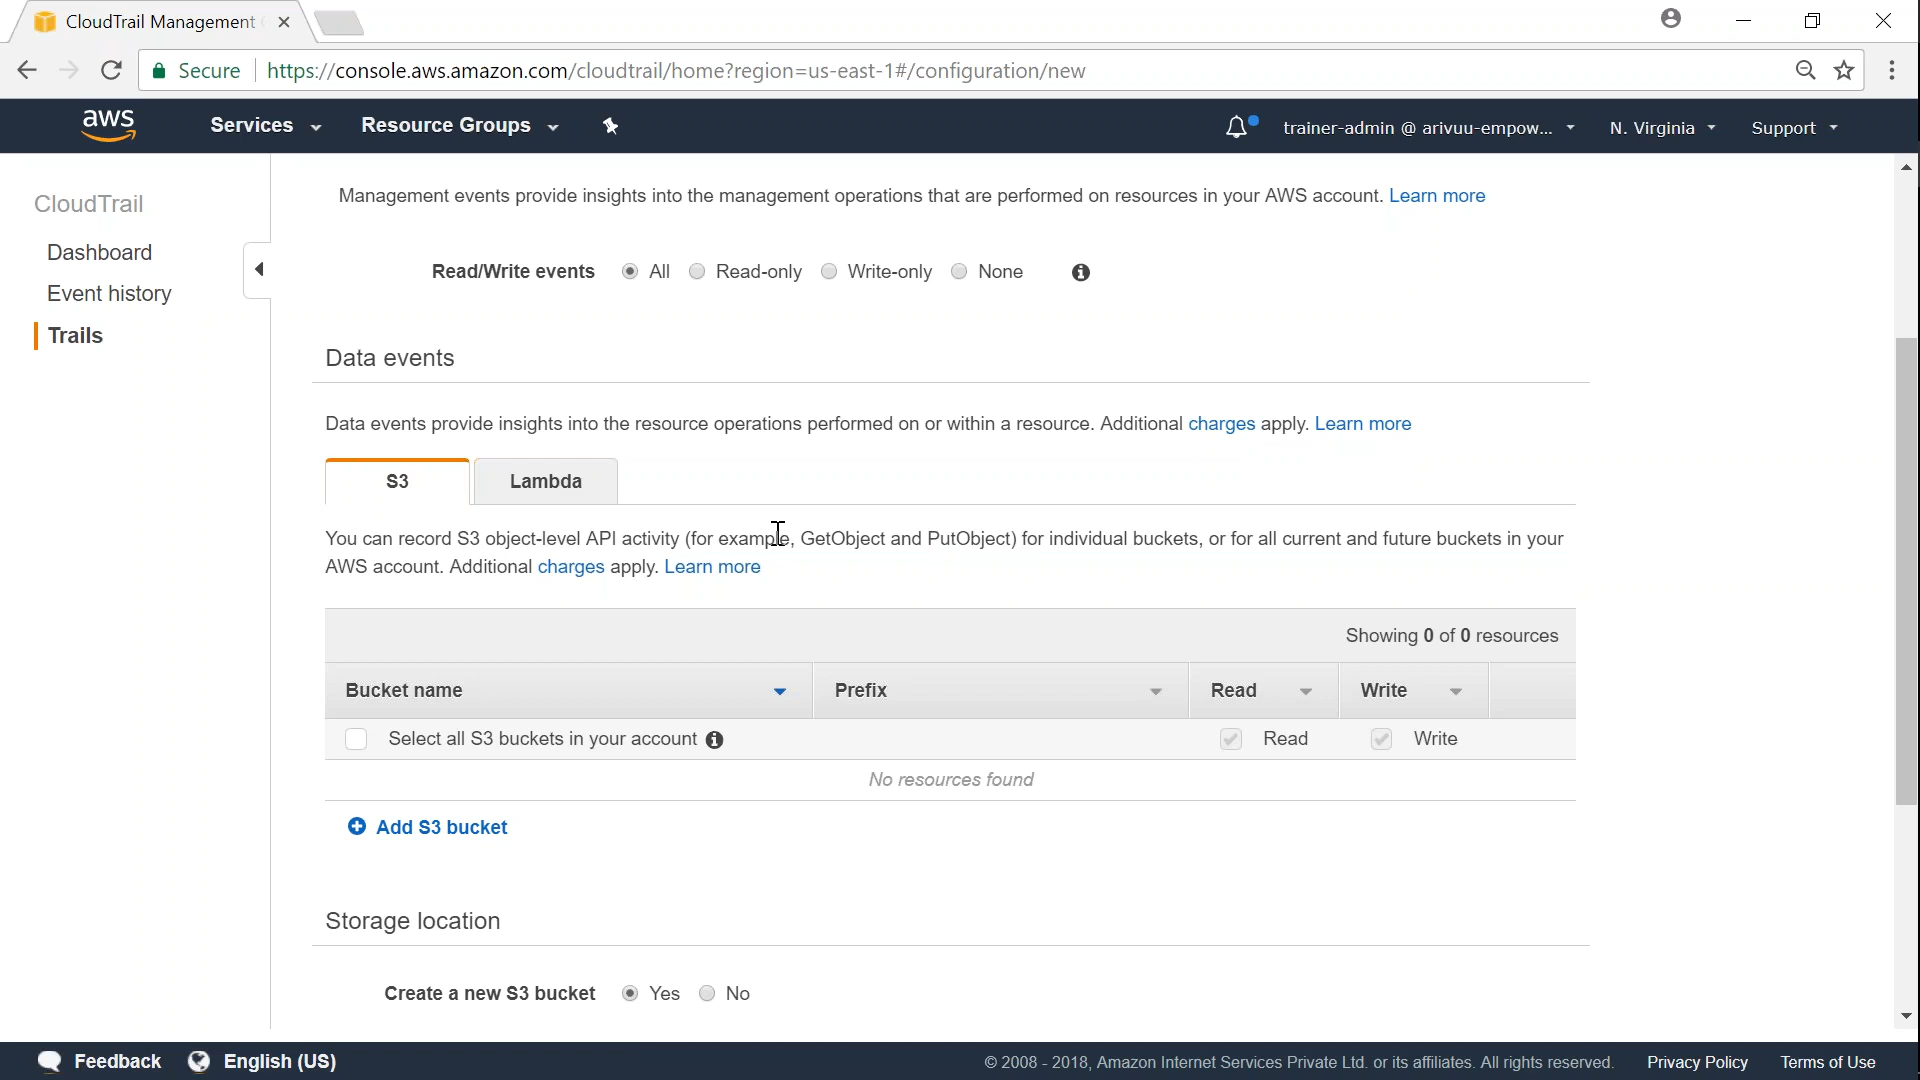 CloudTrail Management
Secure https://console.aws.amazon.com/cloudtrail/home?region=us-east-1#/configuration/new
aws Services Resource Groups trainer-admin @ arivuu-empow... N. Virginia Support
CloudTrail
Dashboard
Event history
Trails
Management events provide insights into the management operations that are performed on resources in your AWS account. Learn more
Read/Write events All Read-only Write-only None
Data events
Data events provide insights into the resource operations performed on or within a resource. Additional charges apply. Learn more
S3 Lambda
You can record S3 object-level API activity (for example, GetObject and PutObject) for individual buckets, or for all current and future buckets in your
AWS account. Additional charges apply. Learn more
Showing 0 of 0 resources
Bucket name Prefix Read Write
Select all S3 buckets in your account Read Write
No resources found
Add S3 bucket
Storage location
Create a new S3 bucket Yes No
Feedback English (US) © 2008 - 2018, Amazon Internet Services Private Ltd. or its affiliates. All rights reserved. Privacy Policy Terms of Use